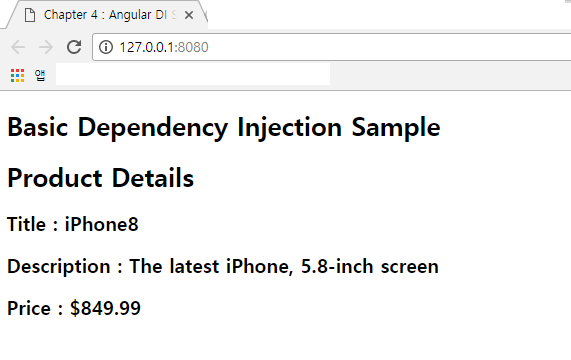 Chapter 4 : Angular DI
127.0.0.1:8080
앱
Basic Dependency Injection Sample
Product Details
Title : iPhone8
Description : The latest iPhone, 5.8-inch screen
Price : $849.99